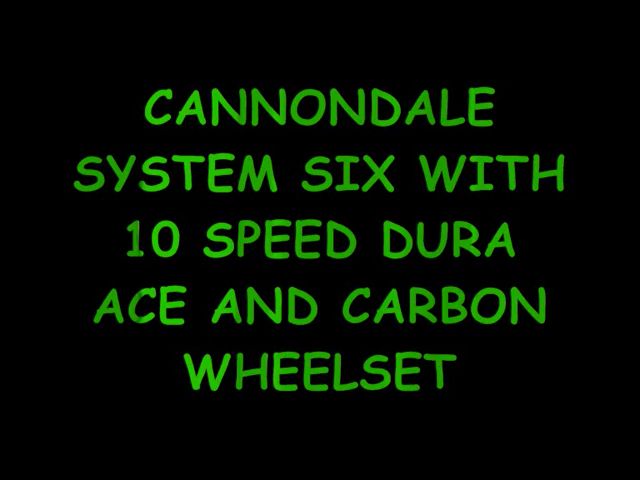 CANNONDALE
SYSTEM SIX WITH
10 SPEED DURA
ACE AND CARBON
WHEELSET